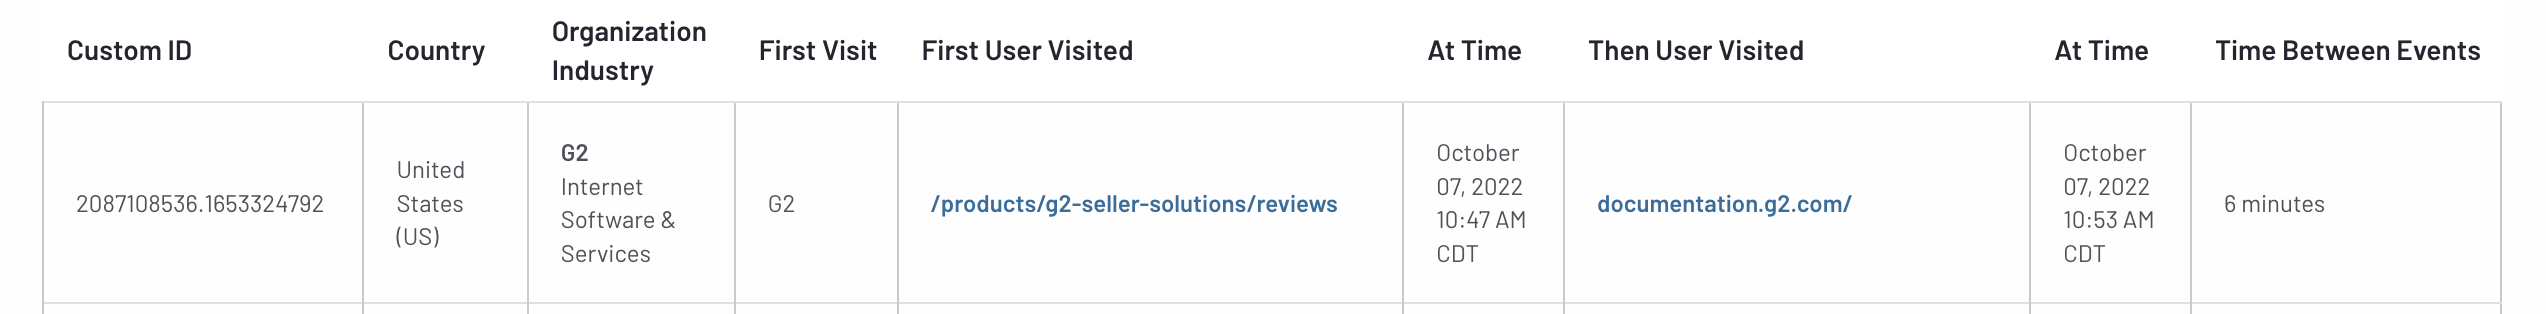 Custom ID
Country
Organization
Industry
First Visit
First User Visited
At Time
Then User Visited
At Time
Time Between Events
2087108536.1653324792
United
States
(US)
G2
Internet
Software &
Services
G2
/products/g2-seller-solutions/reviews
October
07, 2022
10:47 AM
CDT
documentation.g2.com/
October
07, 2022
10:53 AM
CDT
6 minutes